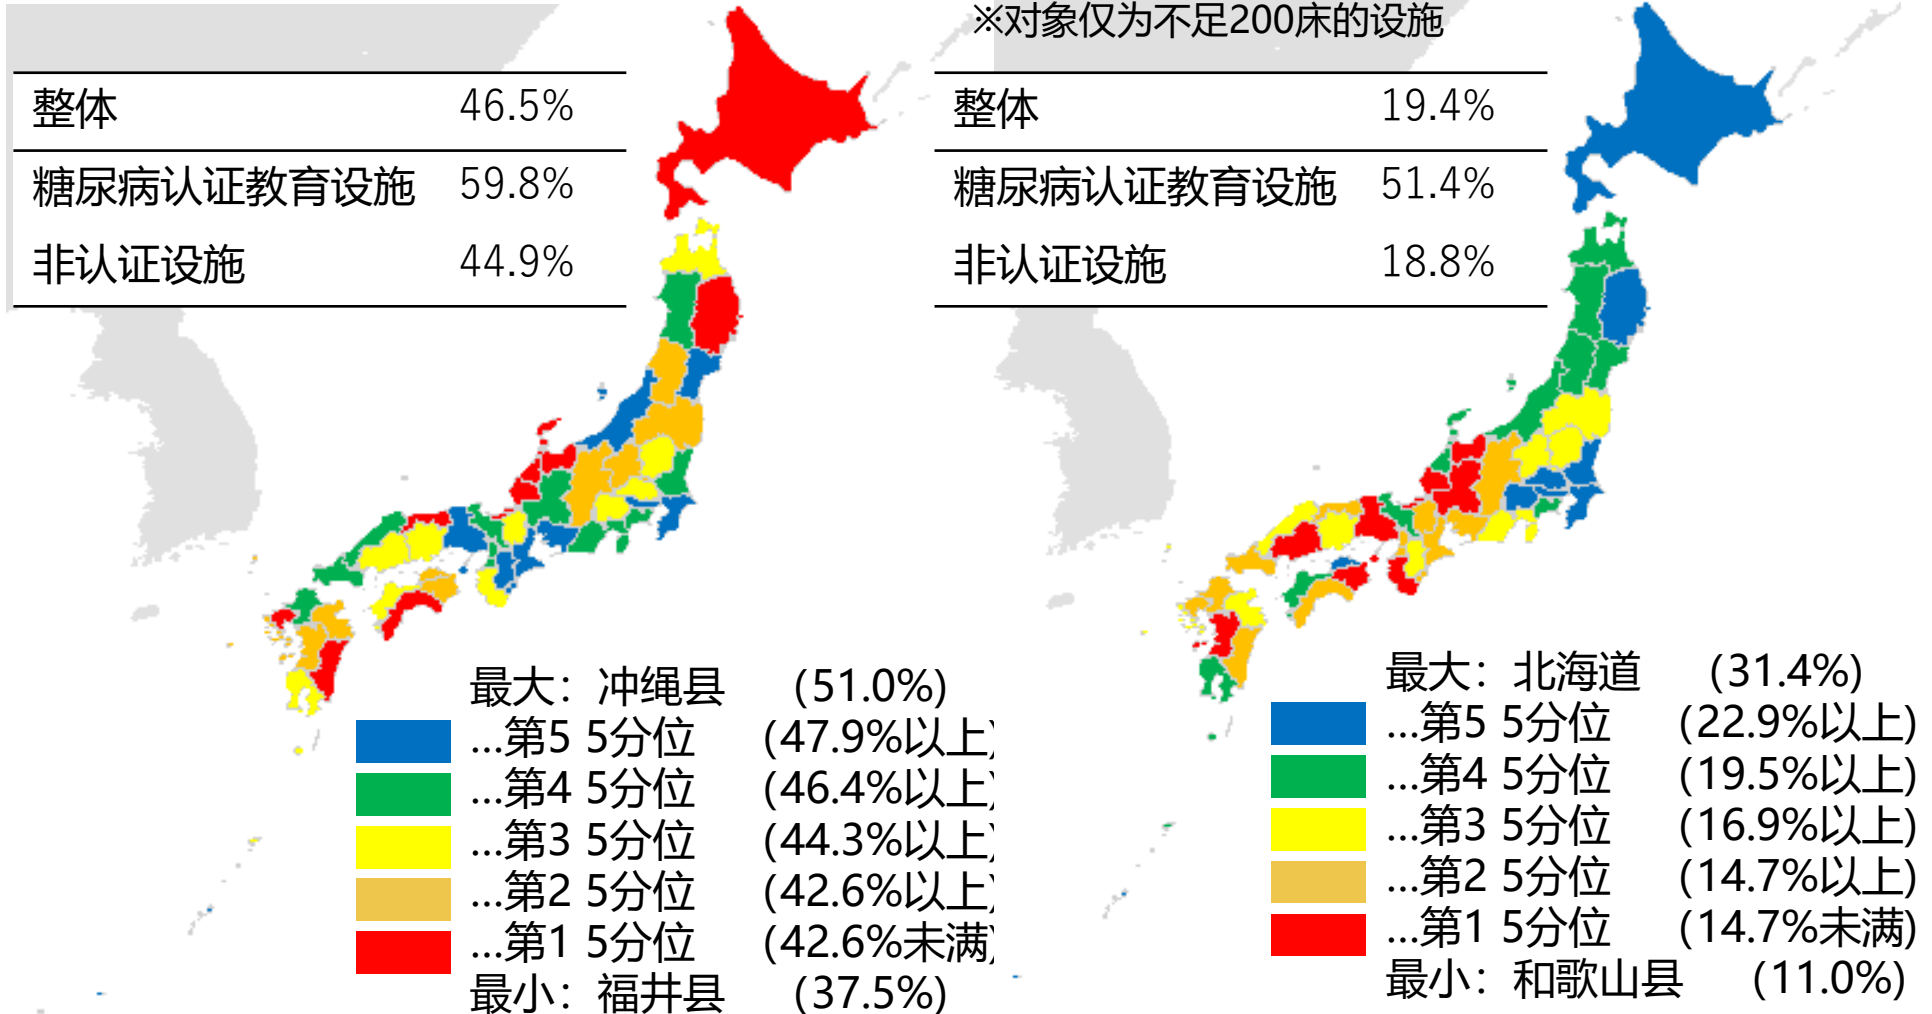 ※对象仅为不足200床的设施
整体 46.5%
糖尿病认证教育设施 59.8%
非认证设施 44.9%
整体 19.4%
糖尿病认证教育设施 51.4%
非认证设施 18.8%
最大：冲绳县 (51.0%)
...第5 5分位 (47.9%以上)
...第4 5分位 (46.4%以上)
...第3 5分位 (44.3%以上)
...第2 5分位 (42.6%以上)
...第1 5分位 (42.6%未满)
最小：福井县 (37.5%)
最大：北海道 (31.4%)
...第5 5分位 (22.9%以上)
...第4 5分位 (19.5%以上)
...第3 5分位 (16.9%以上)
...第2 5分位 (14.7%以上)
...第1 5分位 (14.7%未满)
最小：和歌山县 (11.0%)